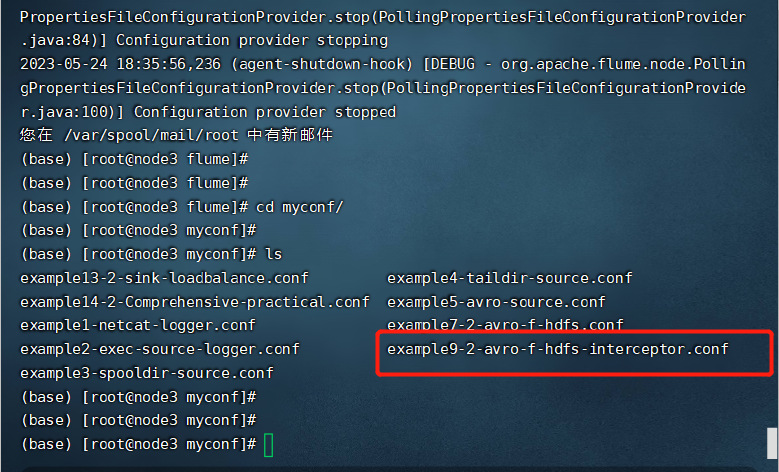 PropertiesFileConfigurationProvider.stop(PollingPropertiesFileConfigurationProvider
.java:84)] Configuration provider stopping
2023-05-24 18:35:56,236 (agent-shutdown-hook) [DEBUG - org.apache.flume.node.Pollin
gPropertiesFileConfigurationProvider.stop(PollingPropertiesFileConfigurationProvide
r.java:100)] Configuration provider stopped
您在 /var/spool/mail/root 中有新邮件
(base) [root@node3 flume]#
(base) [root@node3 flume]#
(base) [root@node3 flume]# cd myconf/
(base) [root@node3 myconf]#
(base) [root@node3 myconf]# ls
example13-2-sink-loadbalance.conf example4-taildir-source.conf
example14-2-Comprehensive-practical.conf example5-avro-source.conf
example1-netcat-logger.conf example7-2-avro-f-hdfs.conf
example2-exec-source-logger.conf example9-2-avro-f-hdfs-interceptor.conf
example3-spooldir-source.conf
(base) [root@node3 myconf]#
(base) [root@node3 myconf]#
(base) [root@node3 myconf]#